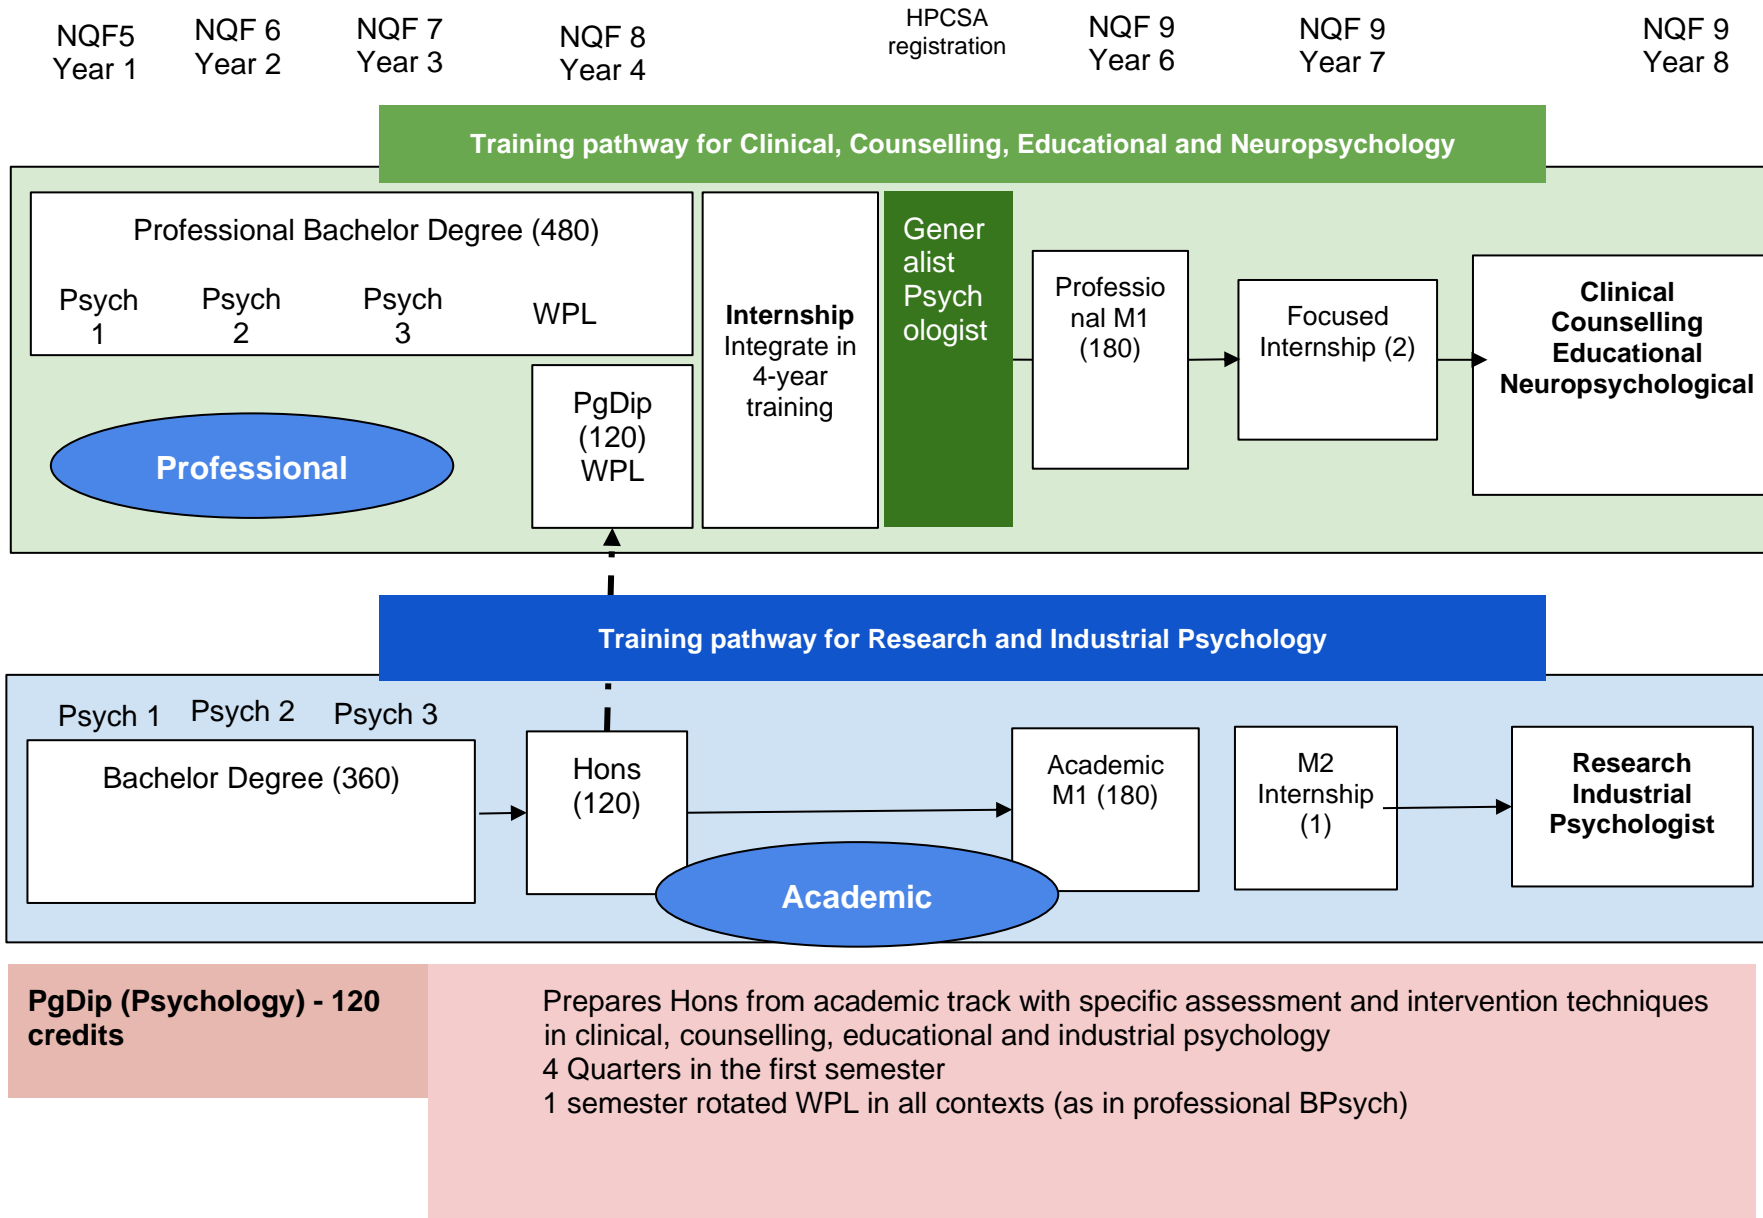 NQF5
Year 1
NQF 6
Year 2
NQF 7
Year 3
NQF 8
Year 4
HPCSA
registration
NQF 9
Year 6
NQF 9
Year 7
NQF 9
Year 8
Training pathway for Clinical, Counselling, Educational and Neuropsychology
Professional Bachelor Degree (480)
Psych
1
Psych
2
Psych
3
WPL
PgDip
(120)
WPL
Professional
Internship
Integrate in
4-year
training
Gener
alist
Psych
ologist
Professio
nal M1
(180)
Focused
Internship (2)
Clinical
Counselling
Educational
Neuropsychological
Training pathway for Research and Industrial Psychology
Psych 1
Psych 2
Psych 3
Bachelor Degree (360)
Hons
(120)
Academic
Academic
M1 (180)
M2
Internship
(1)
Research
Industrial
Psychologist
PgDip (Psychology) - 120
credits
Prepares Hons from academic track with specific assessment and intervention techniques
in clinical, counselling, educational and industrial psychology
4 Quarters in the first semester
1 semester rotated WPL in all contexts (as in professional BPsych)